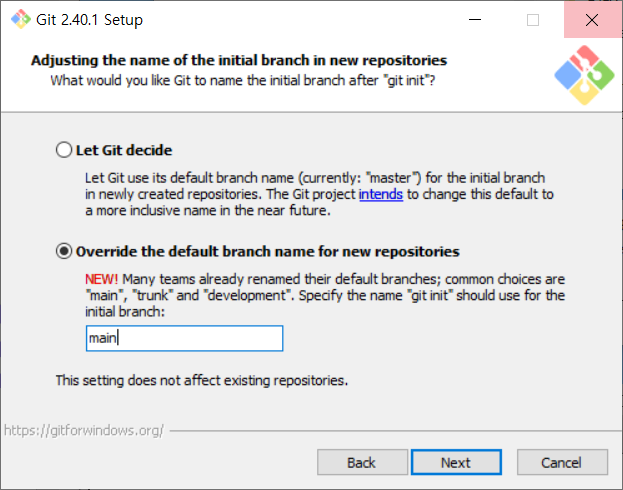 Git 2.40.1 Setup
Adjusting the name of the initial branch in new repositories
What would you like Git to name the initial branch after "git init"?
Let Git decide
Let Git use its default branch name (currently: "master") for the initial branch
in newly created repositories. The Git project intends to change this default to
a more inclusive name in the near future.
Override the default branch name for new repositories
NEW! Many teams already renamed their default branches; common choices are
"main", "trunk" and "development". Specify the name "git init" should use for the
initial branch:
main
This setting does not affect existing repositories.
https://gitforwindows.org/
Back
Next
Cancel